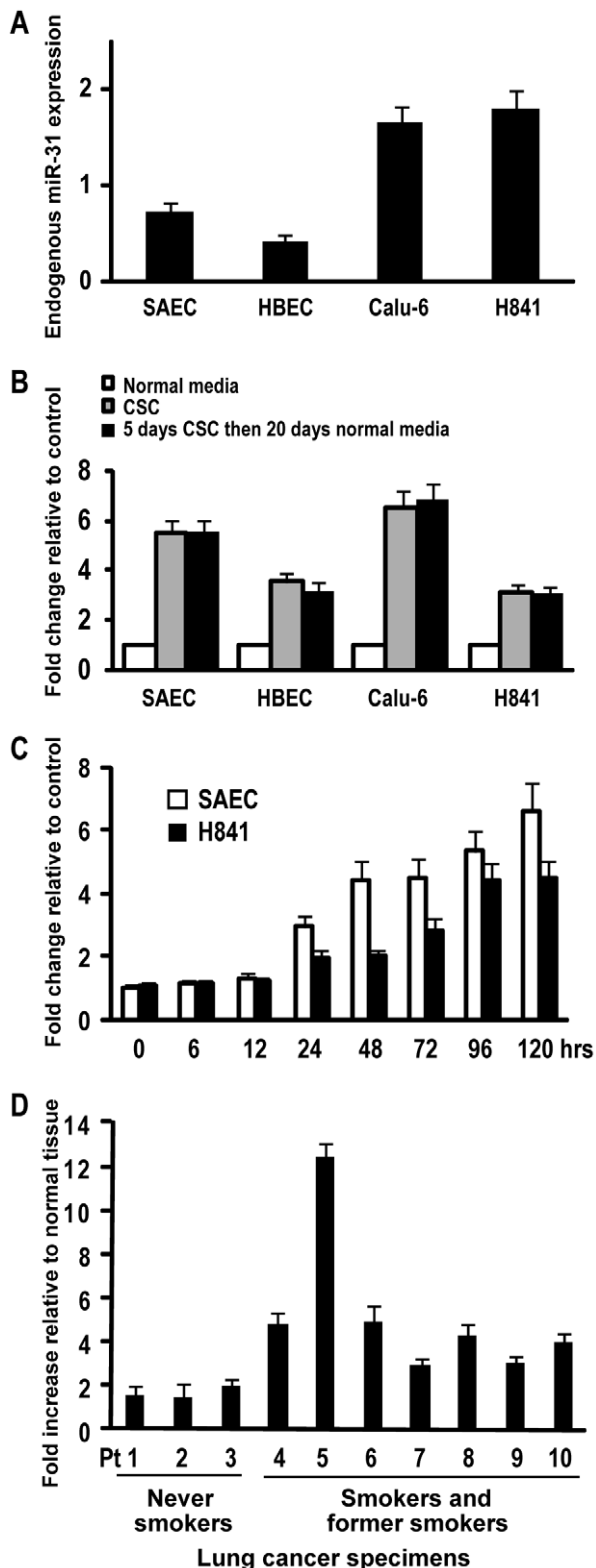 A
Endogenous miR-31 expression
2
1
0
SAEC HBEC Calu-6 H841
B
Normal media
CSC
5 days CSC then 20 days normal media
Fold change relative to control
8
6
4
2
0
SAEC HBEC Calu-6 H841
C
Fold change relative to control
8
6
4
2
0
SAEC
H841
0 6 12 24 48 72 96 120 hrs
D
Fold increase relative to normal tissue
14
12
10
8
6
4
2
0
Pt 1 2 3 4 5 6 7 8 9 10
Never smokers
Smokers and former smokers
Lung cancer specimens